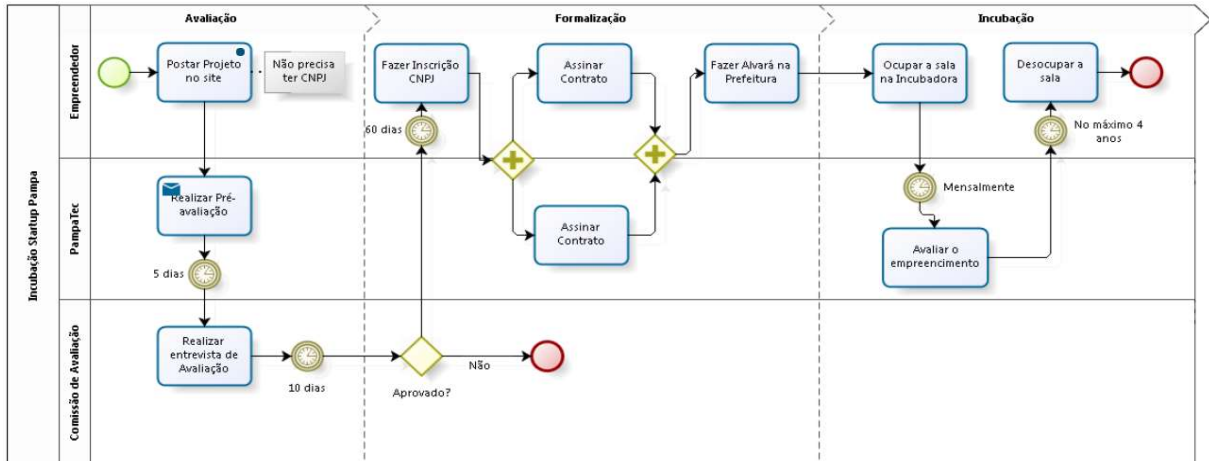 Avaliação
Formalização
Incubação
Incubação Startup Pampa
Empreendedor
Postar Projeto
no site
Não precisa
ter CNPJ
Fazer Inscrição
CNPJ
60 dias
Assinar
Contrato
Fazer Alvará na
Prefeitura
Ocupar a sala
na Incubadora
Desocupar a
sala
No máximo 4
anos
PampaTec
Realizar Pré-
avaliação
5 dias
Assinar
Contrato
Mensalmente
Avaliar o
empreencimento
Comissão de Avaliação
Realizar
entrevista de
Avaliação
10 dias
Aprovado?
Não